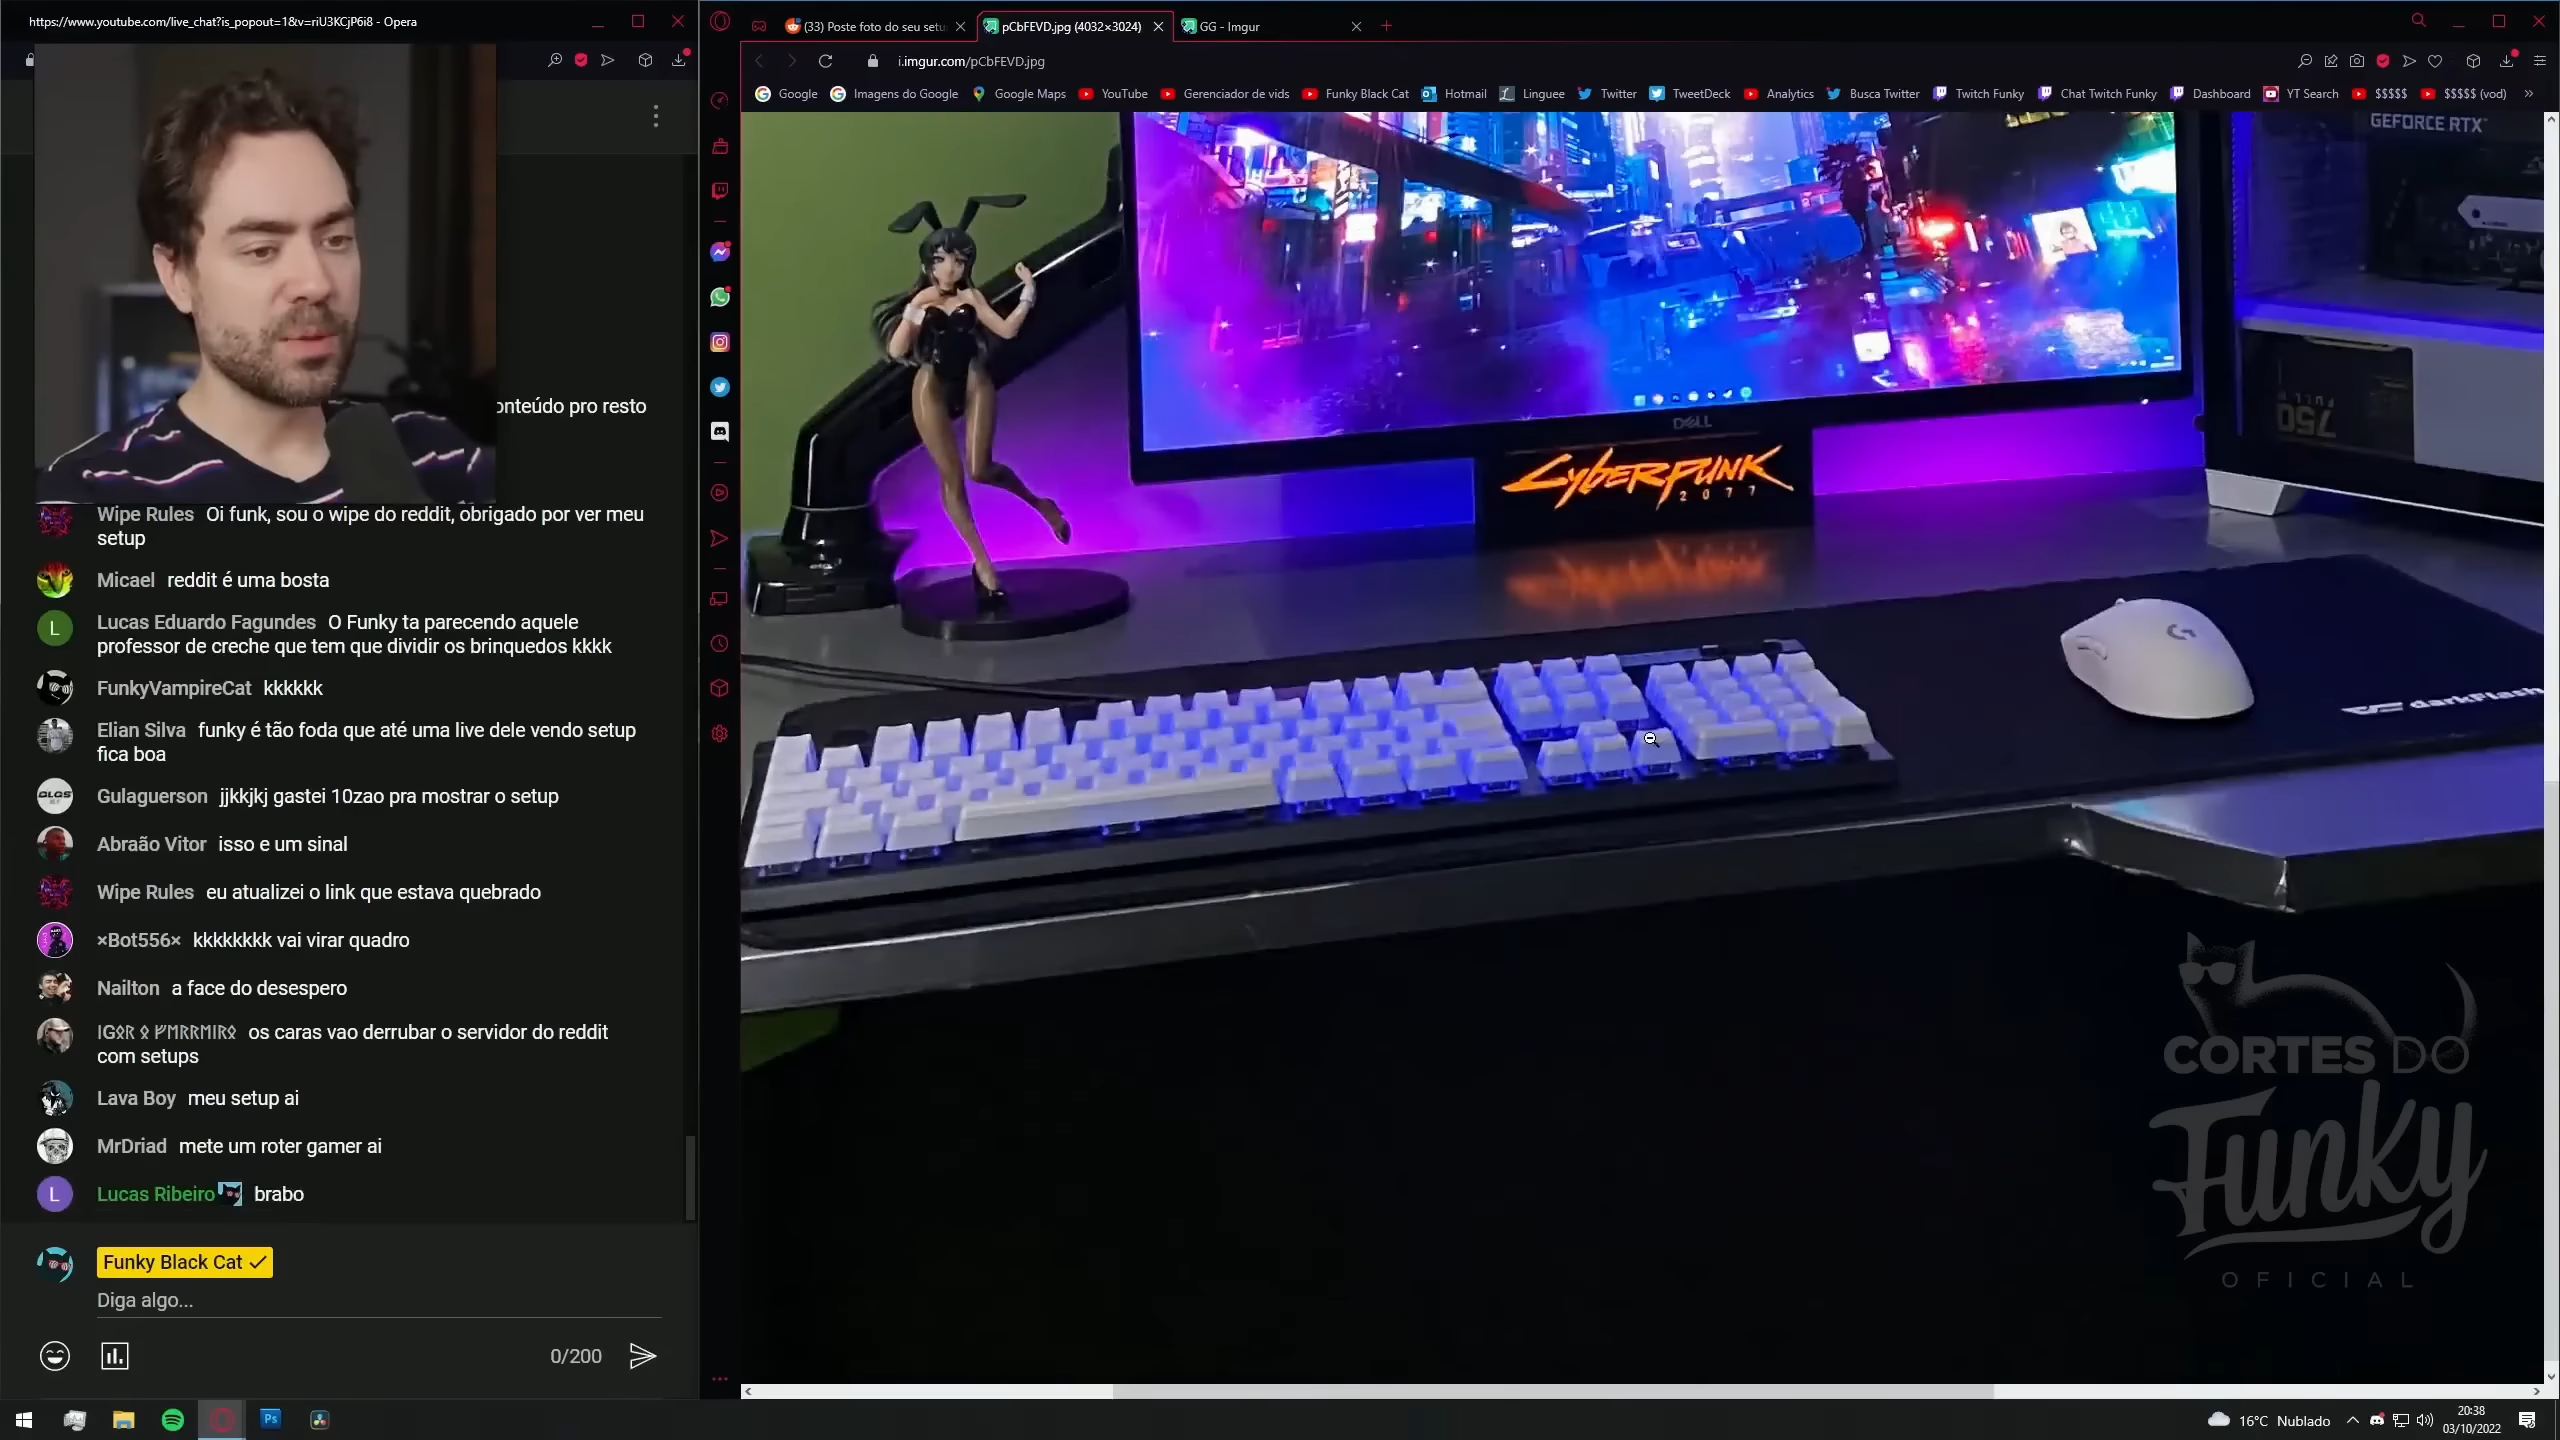 https://www.youtube.com/live_chat?is_popout=1&v=riU3KCjP6i8 - Opera
onteúdo pro resto
Wipe Rules Oi funk, sou o wipe do reddit, obrigado por ver meu
setup
Micael reddit é uma bosta
L Lucas Eduardo Fagundes O Funky ta parecendo aquele
professor de creche que tem que dividir os brinquedos kkkk
FunkyVampireCat kkkkkk
Elian Silva funky é tão foda que até uma live dele vendo setup
fica boa
Gulaguerson jjkkjkj gastei 10zao pra mostrar o setup
Abraão Vitor isso e um sinal
Wipe Rules eu atualizei o link que estava quebrado
×Bot556× kkkkkkkk vai virar quadro
Nailton a face do desespero
os caras vao derrubar o servidor do reddit
com setups
Lava Boy meu setup ai
MrDriad mete um roter gamer ai
L Lucas Ribeiro brabo
Funky Black Cat
Diga algo...
0/200
(33) Poste foto do seu setu
pCbFEVD.jpg (4032×3024)
GG - Imgur
i.imgur.com/pCbFEVD.jpg
Google Imagens do Google Google Maps YouTube Gerenciador de vids Funky Black Cat Hotmail Linguee Twitter TweetDeck Analytics Busca Twitter Twitch Funky Chat Twitch Funky Dashboard YT Search $$$$$ $$$$$ (vod) »
GEFORCE RTX
DELL
750
CYBERPUNK
2077
G
darkFlash
CORTES DO
Funky
OFICIAL
Ps
16°C Nublado
20:38
03/10/2022